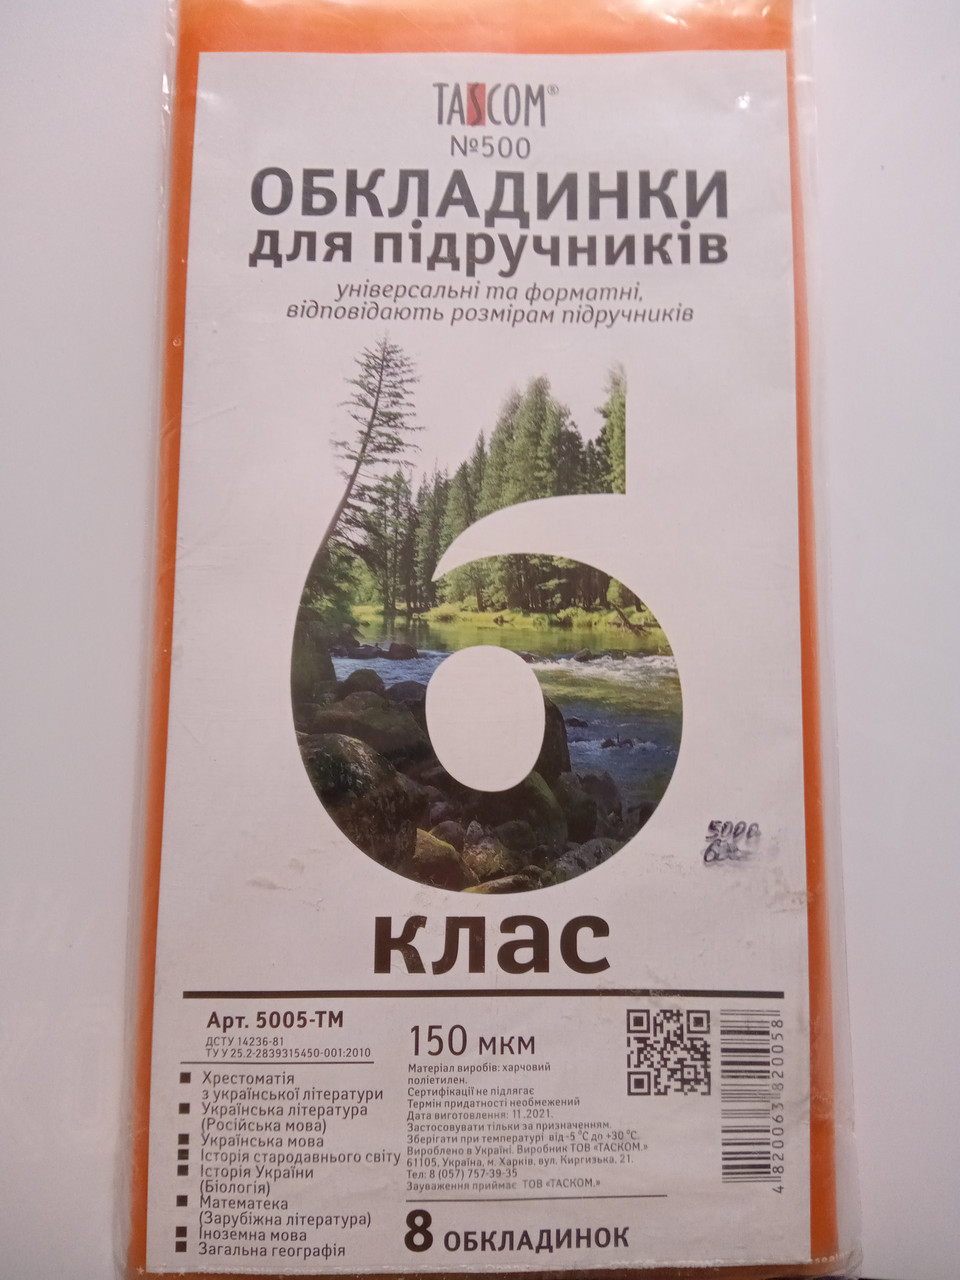 TASCOM®
№500
ОБКЛАДИНКИ
для підручників
універсальні та форматні,
відповідають розмірам підручників
6
клас
Арт. 5005-ТМ
ДСТУ 14236-81
ТУ У 25.2-2839315450-001:2010
Хрестоматія
з української літератури
Українська література
(Російська мова)
Українська мова
Історія стародавнього світу
Історія України
(Біологія)
Математека
(Зарубіжна література)
Іноземна мова
Загальна географія
150 мкм
Матеріал виробів: харчовий
поліетилен.
Сертифікації не підлягає
Термін придатності необмежений
Дата виготовлення: 11.2021.
Застосовувати тільки за призначенням.
Зберігати при температурі від -5 °С до +30 °С.
Вироблено в Україні. Виробник ТОВ «ТАСКОМ.»
61105, Україна, м. Харків, вул. Киргизька, 21.
Тел: 8 (057) 757-39-35
Зауваження приймає ТОВ «ТАСКОМ.»
8 ОБКЛАДИНОК
4 820063 820058